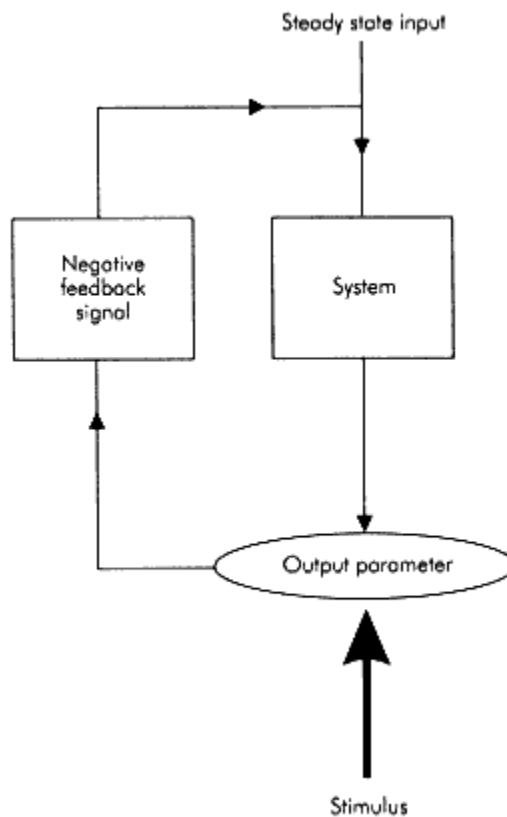 Steady state input
Negative
feedback
signal
System
Output parameter
Stimulus